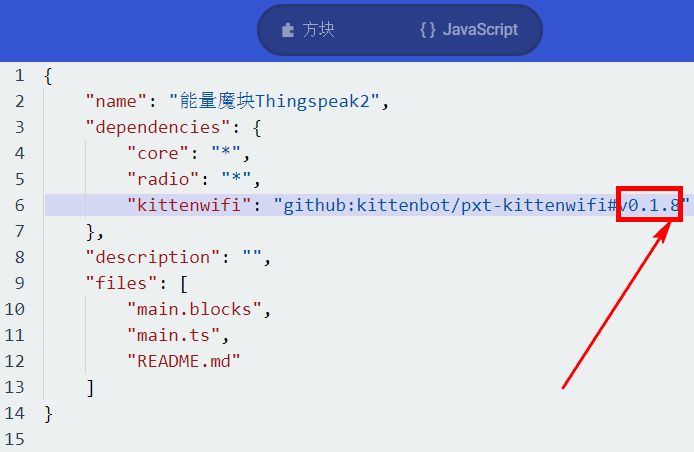 方块 {} JavaScript
1 {
2 "name": "能量魔块Thingspeak2",
3 "dependencies": {
4 "core": "*",
5 "radio": "*",
6 "kittenwifi": "github:kittenbot/pxt-kittenwifi#v0.1.8"
7 },
8 "description": "",
9 "files": [
10 "main.blocks",
11 "main.ts",
12 "README.md"
13 ]
14 }
15